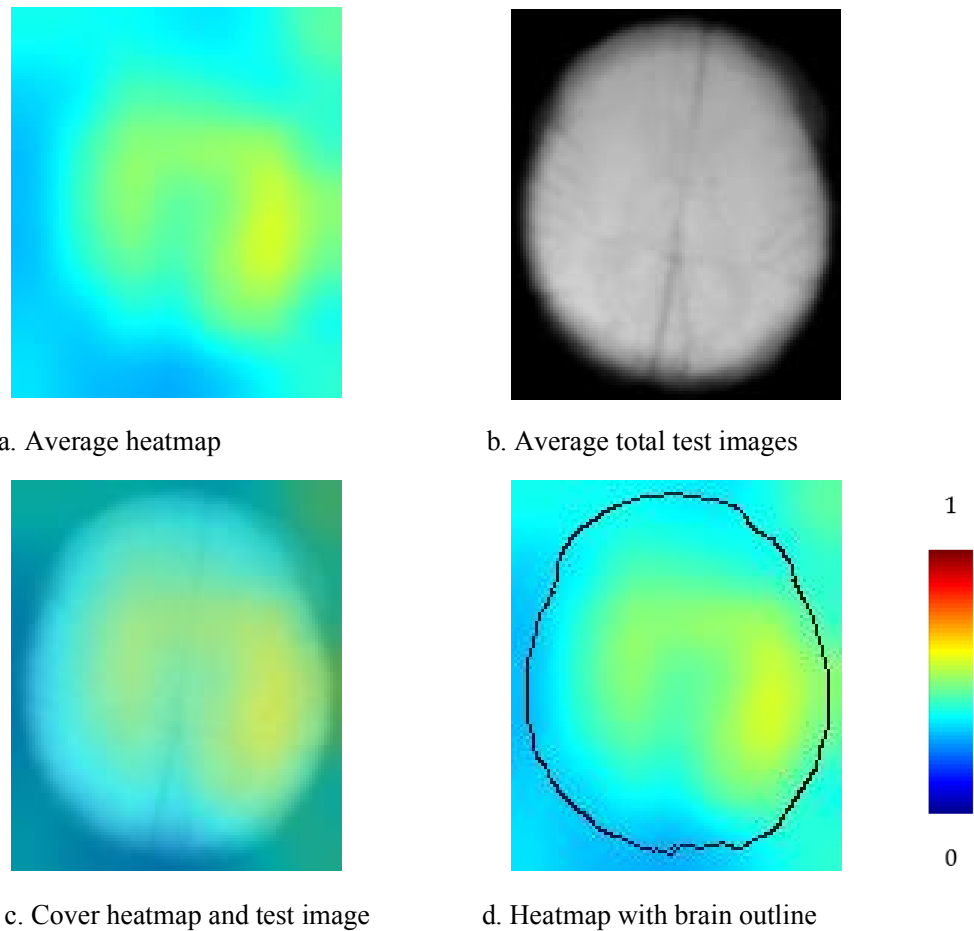 a. Average heatmap
b. Average total test images
1
0
c. Cover heatmap and test image
d. Heatmap with brain outline